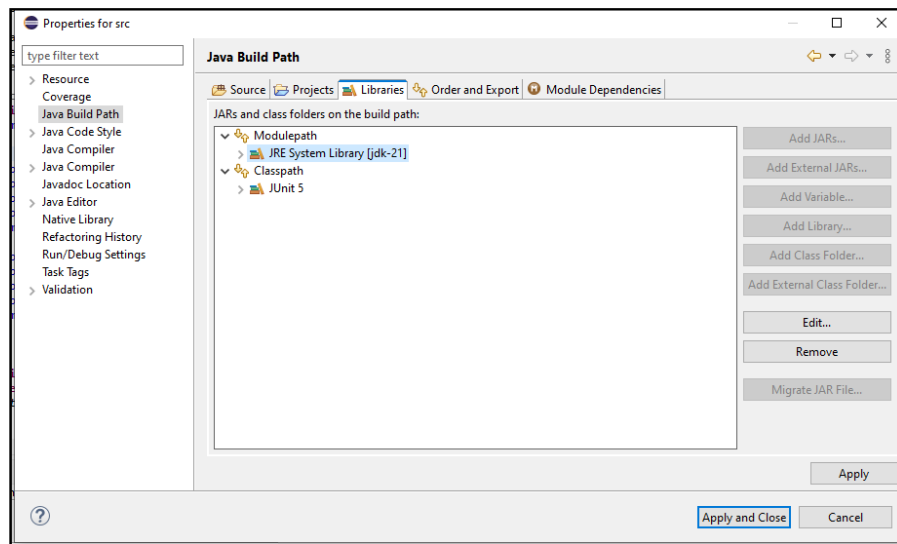 Properties for src
type filter text
Resource
Coverage
Java Build Path
Java Code Style
Java Compiler
Java Compiler
Javadoc Location
Java Editor
Native Library
Refactoring History
Run/Debug Settings
Task Tags
Validation
Java Build Path
Source Projects Libraries Order and Export Module Dependencies
JARs and class folders on the build path:
Modulepath
JRE System Library [jdk-21]
Classpath
JUnit 5
Add JARs...
Add External JARs...
Add Variable...
Add Library...
Add Class Folder...
Add External Class Folder...
Edit...
Remove
Migrate JAR File...
Apply
Apply and Close Cancel